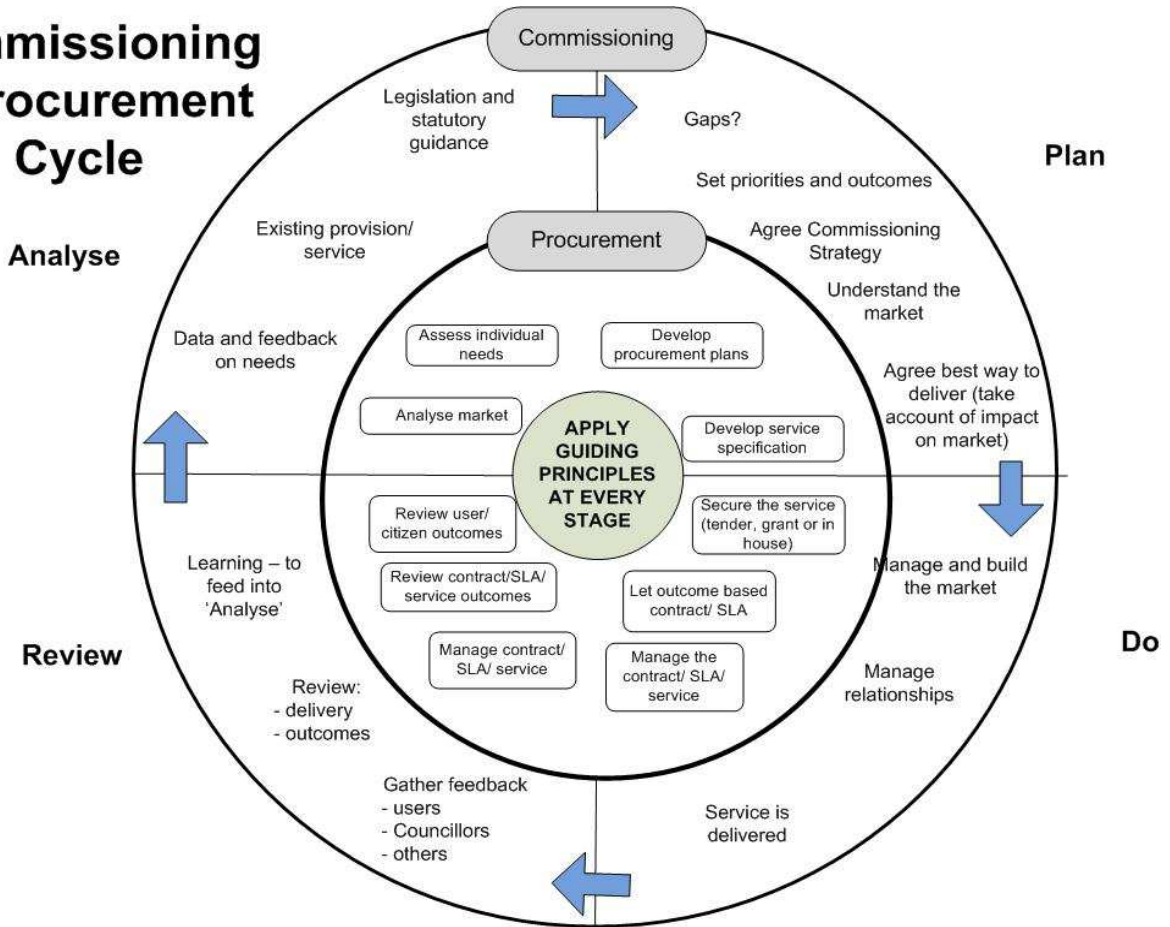 mmissioning
rocurement
Cycle
Commissioning
Legislation and
statutory
guidance
Gaps?
Plan
Set priorities and outcomes
Existing provision/
service
Analyse
Procurement
Agree Commissioning
Strategy
Understand the
market
Data and feedback
on needs
Assess individual
needs
Develop
procurement plans
Agree best way to
deliver (take
account of impact
on market)
Analyse market
APPLY
GUIDING
PRINCIPLES
AT EVERY
STAGE
Develop service
specification
Review user/
citizen outcomes
Secure the service
(tender, grant or in
house)
Learning – to
feed into
‘Analyse’
Review contract/SLA/
service outcomes
Let outcome based
contract/ SLA
Manage and build
the market
Review
Do
Manage contract/
SLA/ service
Manage the
contract/ SLA/
service
Manage
relationships
Review:
- delivery
- outcomes
Gather feedback
- users
- Councillors
- others
Service is
delivered